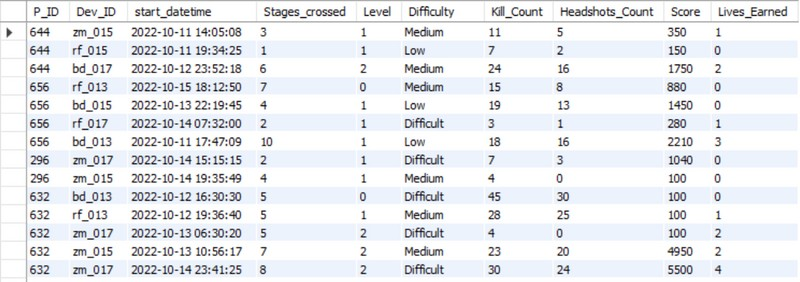 P_ID Dev_ID start_datetime Stages_crossed Level Difficulty Kill_Count Headshots_Count Score Lives_Earned
644 zm_015 2022-10-11 14:05:08 3 1 Medium 11 5 350 1
644 rf_015 2022-10-11 19:34:25 1 1 Low 7 2 150 0
644 bd_017 2022-10-12 23:52:18 6 2 Medium 24 16 1750 2
656 rf_013 2022-10-15 18:12:50 7 0 Medium 15 8 880 0
656 bd_015 2022-10-13 22:19:45 4 1 Low 19 13 1450 0
656 rf_017 2022-10-14 07:32:00 2 1 Difficult 3 1 280 1
656 bd_013 2022-10-11 17:47:09 10 1 Low 18 16 2210 3
296 zm_017 2022-10-14 15:15:15 2 1 Difficult 7 3 1040 0
296 zm_015 2022-10-14 19:35:49 4 1 Medium 4 0 100 0
632 bd_013 2022-10-12 16:30:30 5 0 Difficult 45 30 100 0
632 rf_013 2022-10-12 19:36:40 5 1 Medium 28 25 100 1
632 zm_017 2022-10-13 06:30:20 5 2 Difficult 4 0 100 2
632 zm_015 2022-10-13 10:56:17 7 2 Medium 23 20 4950 2
632 zm_017 2022-10-14 23:41:25 8 2 Difficult 30 24 5500 4